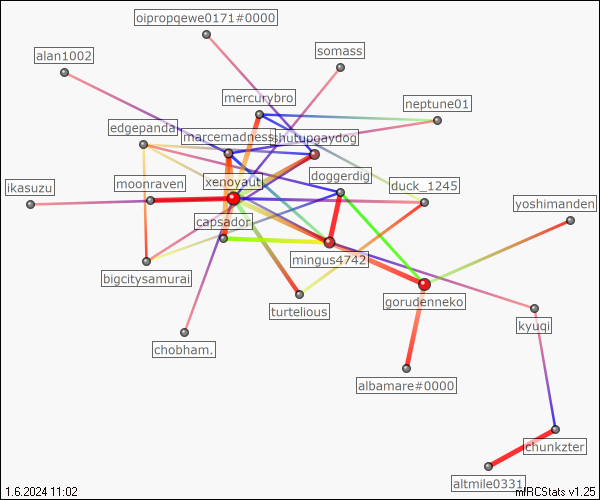 oipropqewe0171#0000
somass
alan1002
mercurybro
neptune01
edgepanda
marcemadness
shutupgaydog
doggerdig
moonraven
xenoyaut
ikasuzu
duck_1245
yoshimanden
capsador
mingus4742
bigcitysamurai
turtelious
gorudenneko
kyuqi
chobham.
albamare#0000
chunkzter
altmile0331
1.6.2024 11:02
mIRCStats v1.25